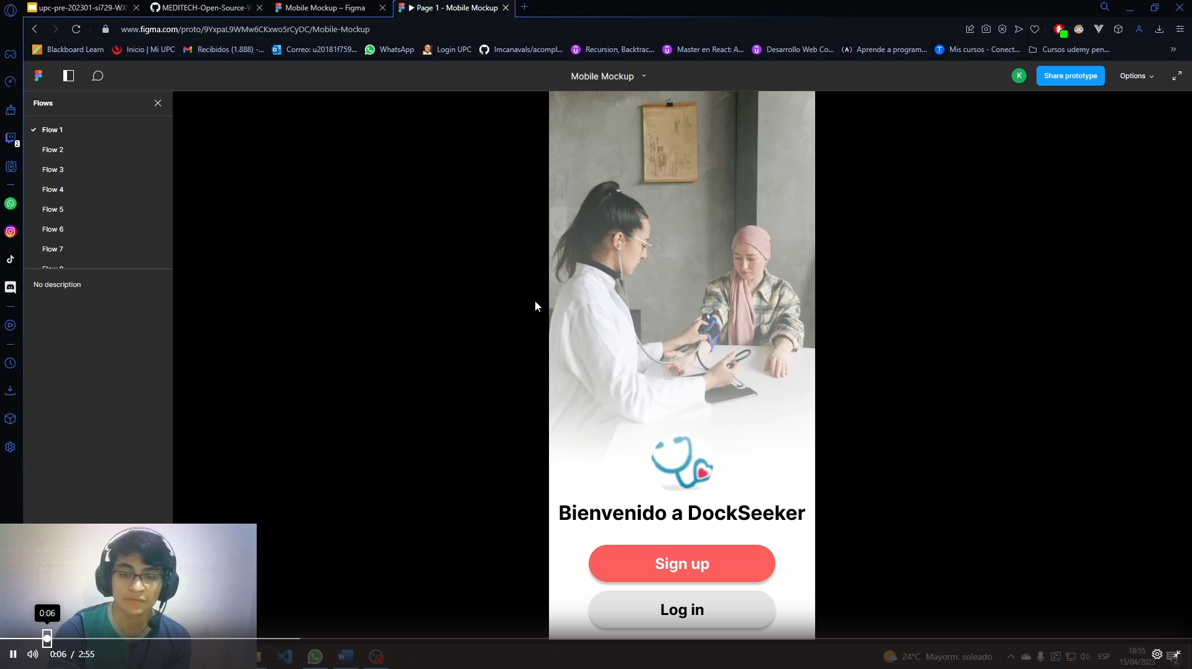 upc-pre-202301-si729-WX
MEDITECH-Open-Source-W
Mobile Mockup – Figma
▶ Page 1 - Mobile Mockup
www.figma.com/proto/9YxpaL9WMw6CKxwo5rCyDC/Mobile-Mockup
Blackboard Learn
Inicio | Mi UPC
Recibidos (1.888) -...
Correo: u20181f759...
WhatsApp
Login UPC
lmcanavals/acompl...
Recursion, Backtrac...
Master en React A...
Desarrollo Web Co...
Aprende a program...
Mis cursos - Conect...
Cursos udemy pen...
Mobile Mockup
K
Share prototype
Options
Flows
Flow 1
Flow 2
Flow 3
Flow 4
Flow 5
Flow 6
Flow 7
No description
2
Bienvenido a DockSeeker
Sign up
Log in
0:06
0:06 / 2:55
24°C Mayorm. soleado
ESP
18:55
15/04/2023